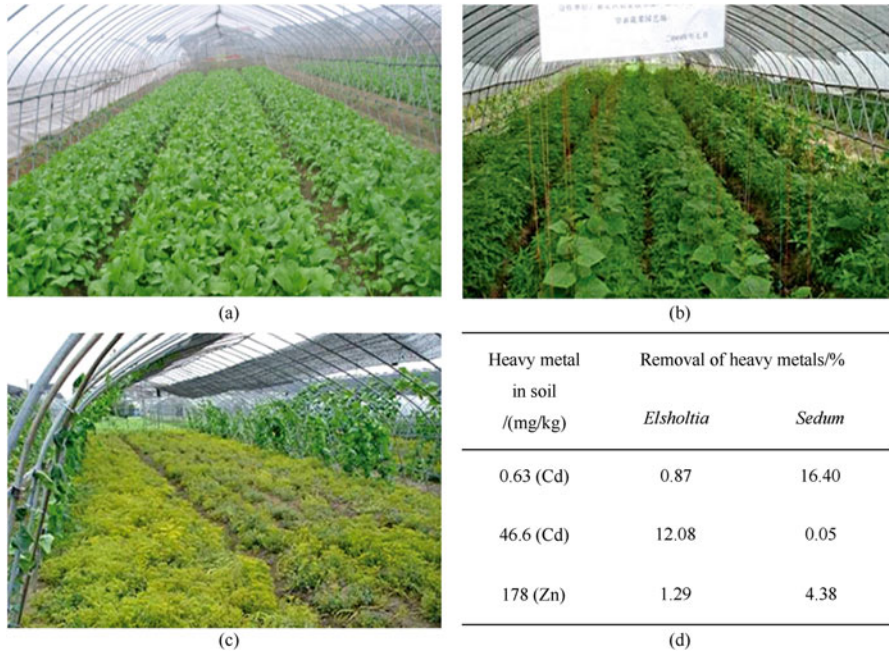 (a)
(b)
(c)
Heavy metal in soil /(mg/kg) Removal of heavy metals/%
Elsholtia Sedum
0.63 (Cd) 0.87 16.40
46.6 (Cd) 12.08 0.05
178 (Zn) 1.29 4.38
(d)